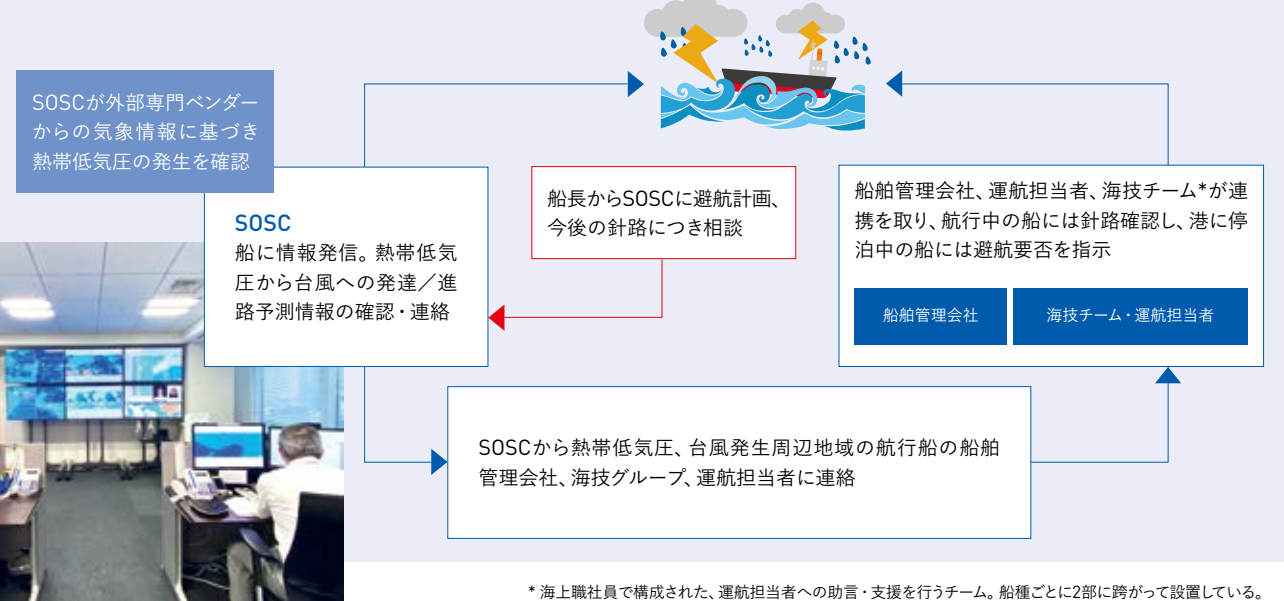 SOSCが外部専門ベンダー
からの気象情報に基づき
熱帯低気圧の発生を確認
SOSC
船に情報発信。熱帯低気
圧から台風への発達／進
路予測情報の確認・連絡
船長からSOSCに避航計画、
今後の針路につき相談
船舶管理会社、運航担当者、海技チーム*が連
携を取り、航行中の船には針路確認し、港に停
泊中の船には避航要否を指示
船舶管理会社
海技チーム・運航担当者
SOSCから熱帯低気圧、台風発生周辺地域の航行船の船舶
管理会社、海技グループ、運航担当者に連絡
* 海上職社員で構成された、運航担当者への助言・支援を行うチーム。船種ごとに2部に跨がって設置している。